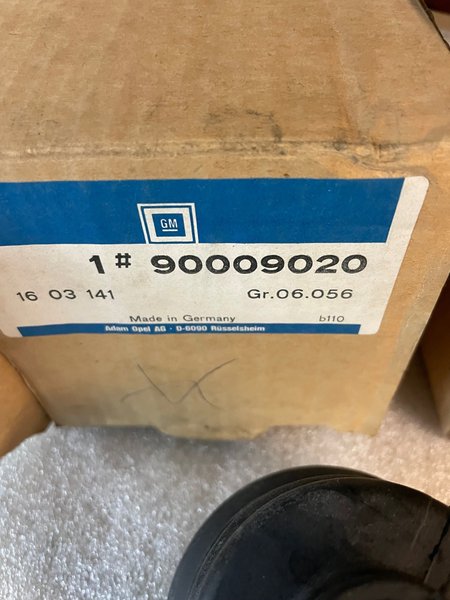 GM
1# 90009020
16 03 141 Gr.06.056
Made in Germany b110
Adam Opel AG · D-6090 Rüsselsheim